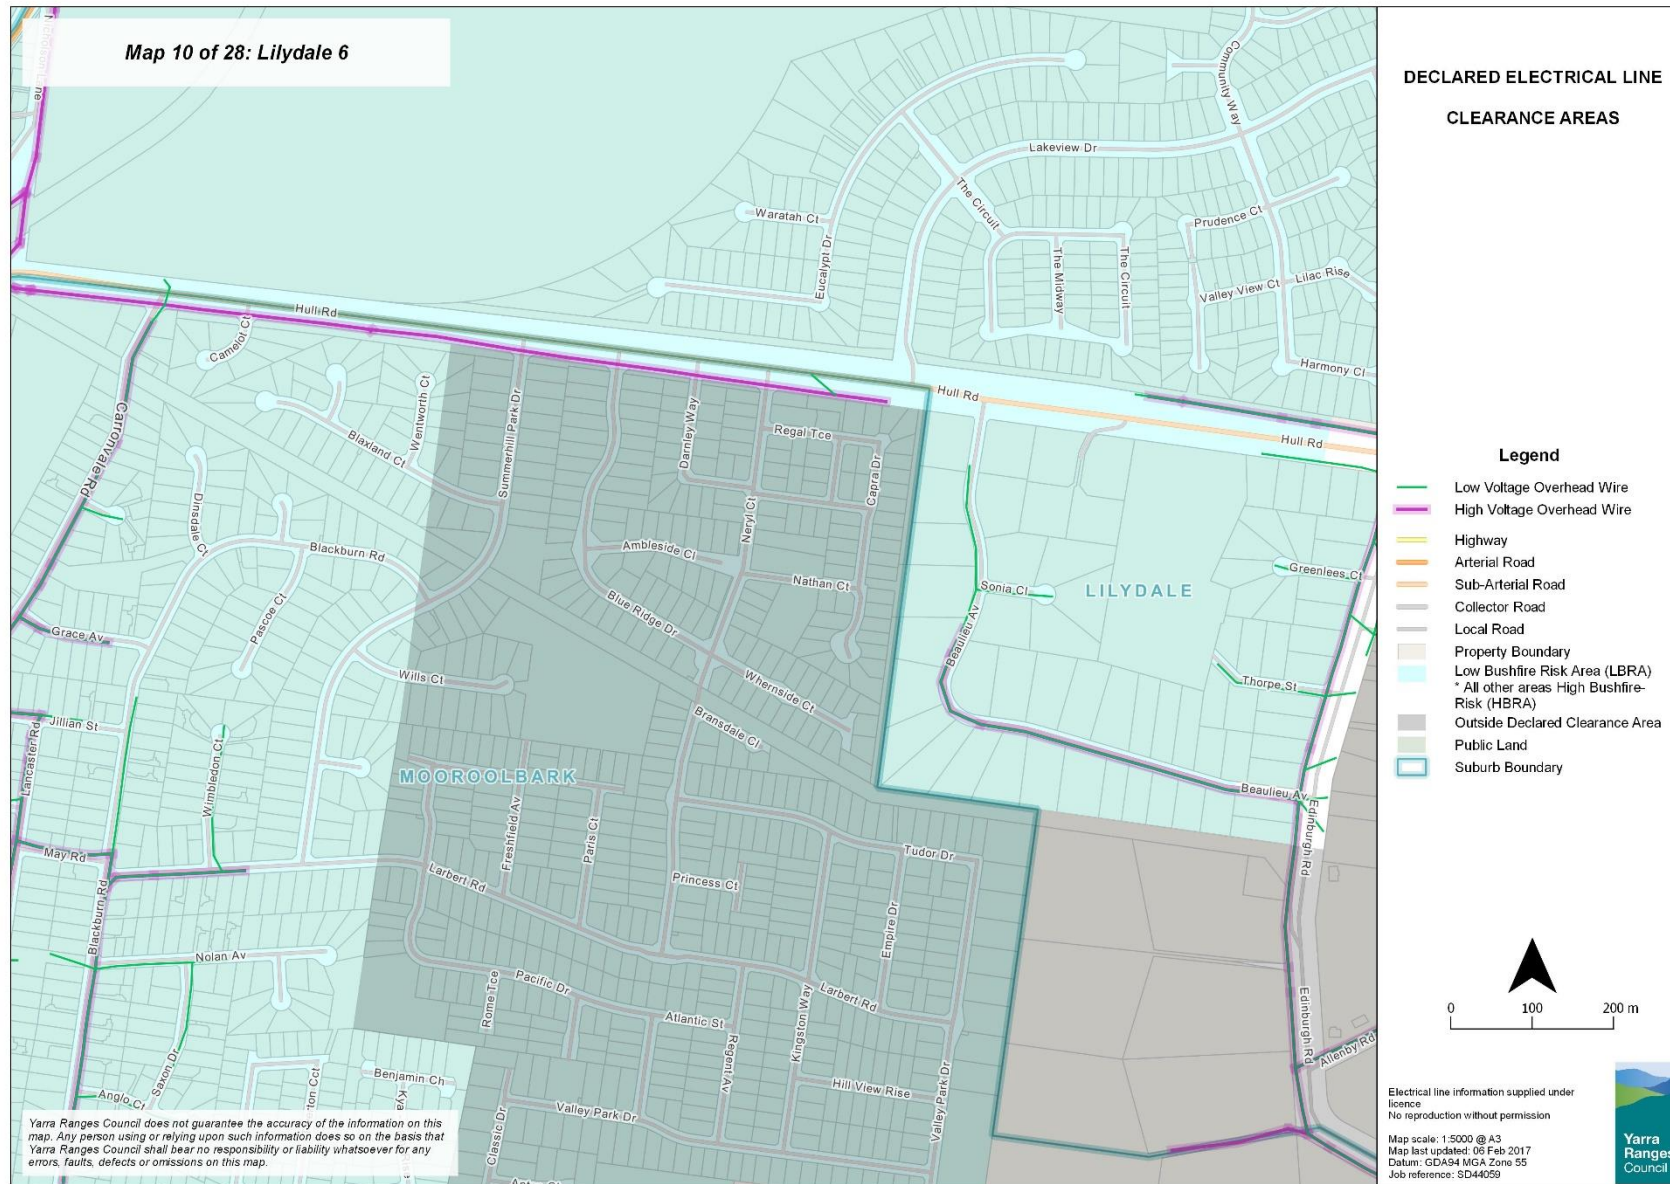 Map 10 of 28: Lilydale 6
DECLARED ELECTRICAL LINE
CLEARANCE AREAS
Community Way
Lakeview Dr
The Circuit
Waratah Ct
Eucalypt Dr
Prudence Ct
The Midway
The Circuit
Valley View Ct
Lilac Rise
Harmony Cl
Hull Rd
Camelot Ct
Hull Rd
Hull Rd
Wentworth Ct
Blaxland Ct
Summerhill Park Dr
Darnley Way
Regal Tce
Capra Dr
Carronvale Rd
Dinsdale Ct
Blackburn Rd
Pascoe Ct
Neryl Ct
Ambleside Cl
Nathan Ct
Blue Ridge Dr
Sonia Cl
LILYDALE
Greenlees Ct
Beaulieu Av
Grace Av
Wills Ct
Whernside Ct
Bransdale Cl
Thorpe St
Jillian St
Lancaster Rd
Wimbledon Ct
MOOROOLBARK
Beaulieu Av
Edinburgh Rd
Freshfield Av
Paris Ct
May Rd
Larbert Rd
Princess Ct
Tudor Dr
Blackburn Rd
Empire Dr
Nolan Av
Rome Tce
Pacific Dr
Larbert Rd
Kingston Way
Atlantic St
Edinburgh Rd
Allenby Rd
Saxon Dr
Anglo Ct
Benjamin Ch
Regent Av
Hill View Rise
Valley Park Dr
Valley Park Dr
Classic Dr
Legend
Low Voltage Overhead Wire
High Voltage Overhead Wire
Highway
Arterial Road
Sub-Arterial Road
Collector Road
Local Road
Property Boundary
Low Bushfire Risk Area (LBRA)
* All other areas High Bushfire-
Risk (HBRA)
Outside Declared Clearance Area
Public Land
Suburb Boundary
0 100 200 m
Electrical line information supplied under
licence
No reproduction without permission
Map scale: 1:5000 @ A3
Map last updated: 06 Feb 2017
Datum: GDA94 MGA Zone 55
Job reference: SD44059
Yarra
Ranges
Council
Yarra Ranges Council does not guarantee the accuracy of the information on this
map. Any person using or relying upon such information does so on the basis that
Yarra Ranges Council shall bear no responsibility or liability whatsoever for any
errors, faults, defects or omissions on this map.